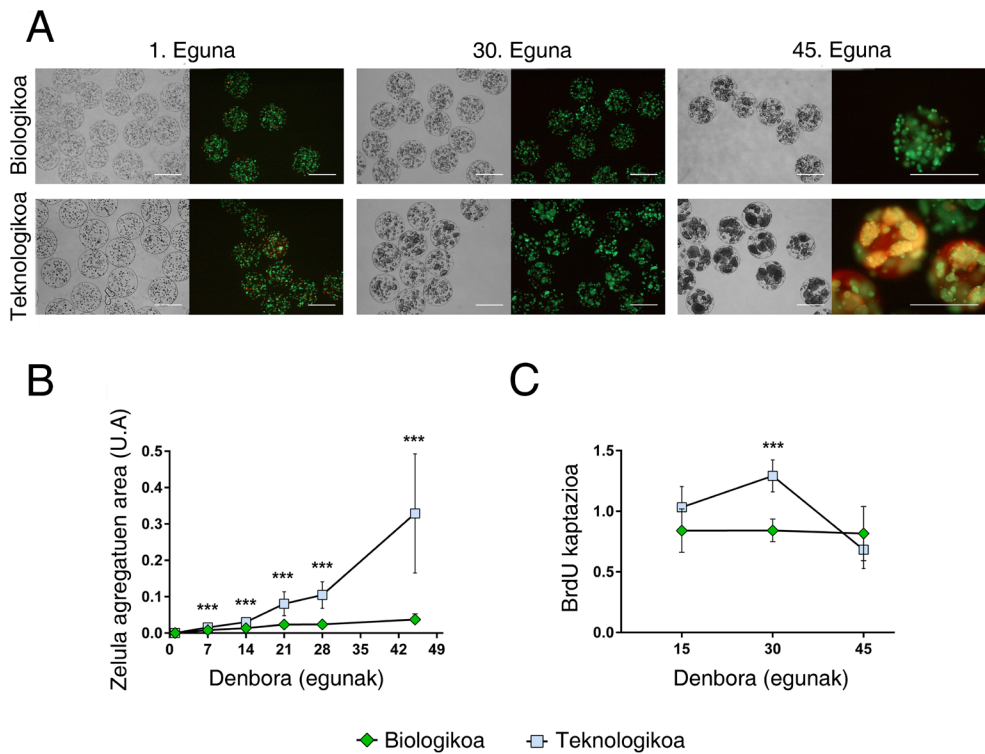 A
1. Eguna
30. Eguna
45. Eguna
Biologikoa
Teknologikoa
B
Zelula agregatuen area (U.A)
0.5
0.4
0.3
0.2
0.1
0.0
***
***
***
***
***
0
7
14
21
28
35
42
49
Denbora (egunak)
C
BrdU kaptazioa
1.5
1.0
0.5
0.0
***
15
30
45
Denbora (egunak)
Biologikoa
Teknologikoa